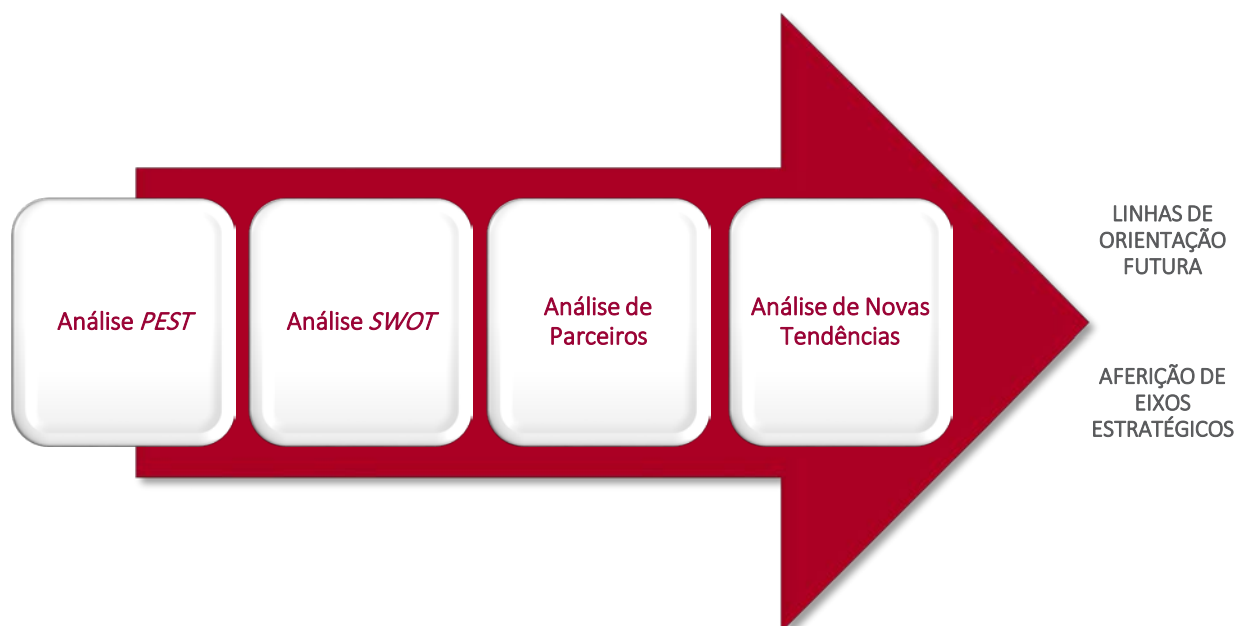 Análise PEST
Análise SWOT
Análise de
Parceiros
Análise de Novas
Tendências
LINHAS DE
ORIENTAÇÃO
FUTURA
AFERIÇÃO DE
EIXOS
ESTRATÉGICOS